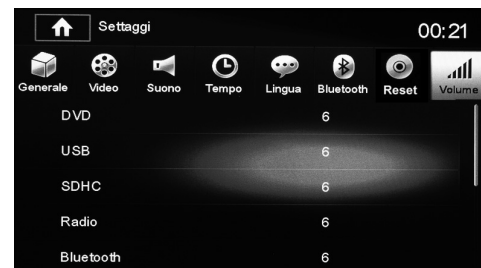 Settaggi 00:21
Generale Video Suono Tempo Lingua Bluetooth Reset Volume
DVD 6
USB 6
SDHC 6
Radio 6
Bluetooth 6